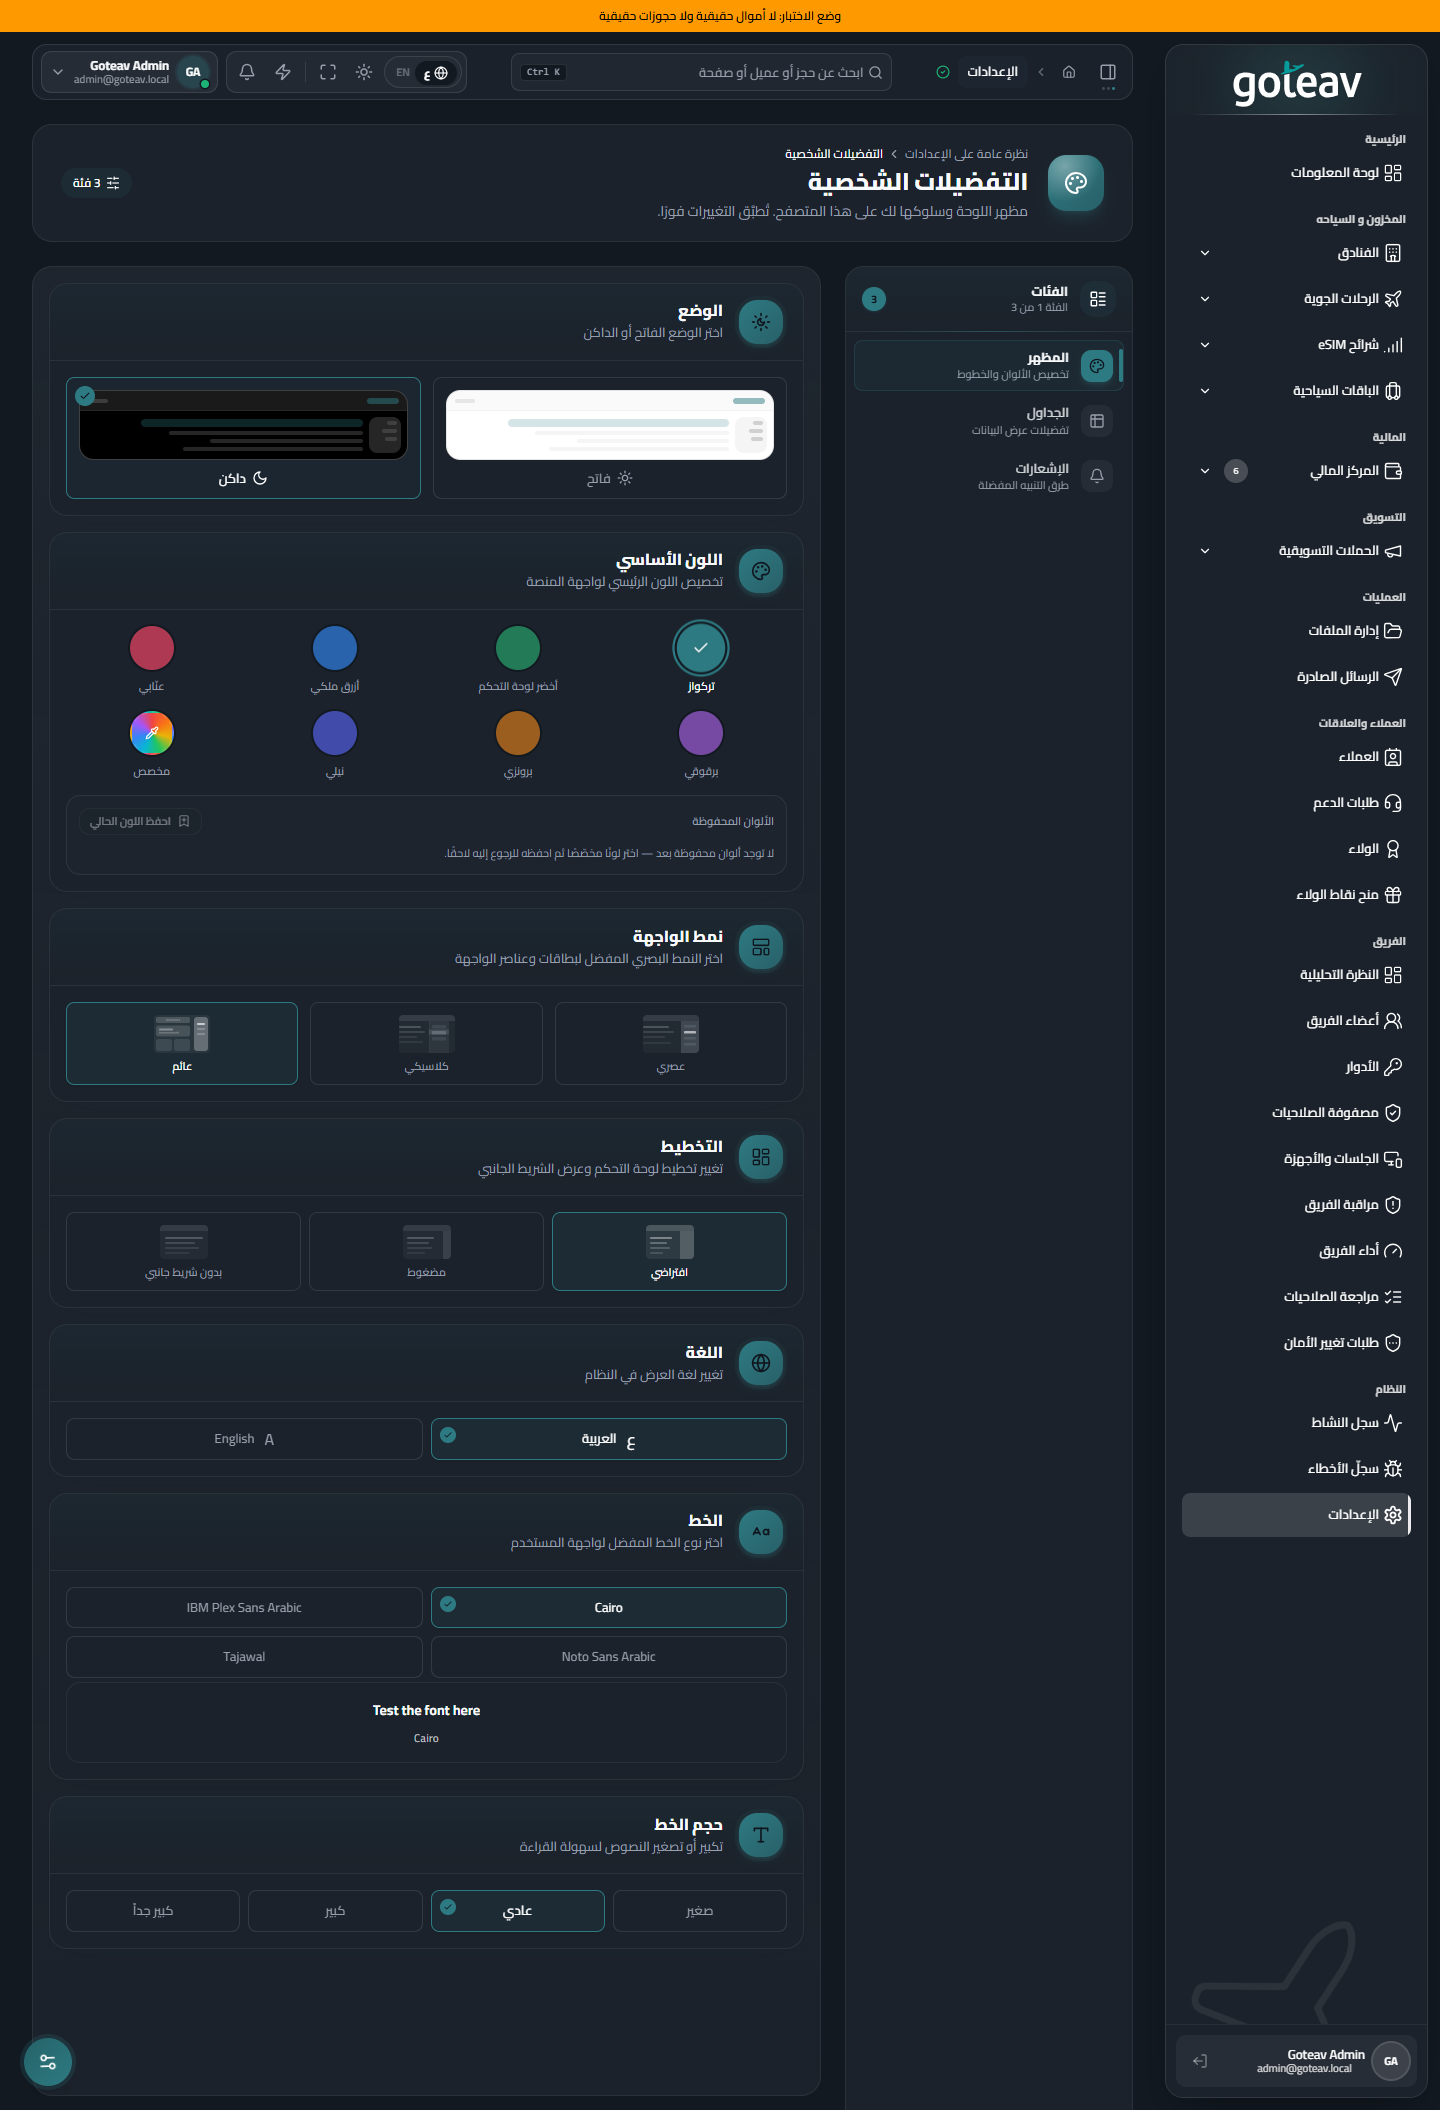 وضع الاختبار: لا أموال حقيقية ولا حجوزات حقيقية
goteav
الرئيسية
لوحة المعلومات
المخزون و السياحه
الفنادق
الرحلات الجوية
شرائح eSIM
الباقات السياحية
المالية
المركز المالي
6
التسويق
الحملات التسويقية
العمليات
إدارة الملفات
الرسائل الصادرة
العملاء والعلاقات
العملاء
طلبات الدعم
الولاء
منح نقاط الولاء
الفريق
النظرة التحليلية
أعضاء الفريق
الأدوار
مصفوفة الصلاحيات
الجلسات والأجهزة
مراقبة الفريق
أداء الفريق
مراجعة الصلاحيات
طلبات تغيير الأمان
النظام
سجل النشاط
سجلّ الأخطاء
الإعدادات
GA
Goteav Admin
admin@goteav.local
الإعدادات
ابحث عن حجز أو عميل أو صفحة
Ctrl K
ع
EN
GA
Goteav Admin
admin@goteav.local
نظرة عامة على الإعدادات
التفضيلات الشخصية
التفضيلات الشخصية
مظهر اللوحة وسلوكها لك على هذا المتصفح. تُطبَّق التغييرات فورًا.
3 فئة
الفئات
الفئة 1 من 3
3
المظهر
تخصيص الألوان والخطوط
الجداول
تفضيلات عرض البيانات
الإشعارات
طرق التنبيه المفضلة
الوضع
اختر الوضع الفاتح أو الداكن
فاتح
داكن
اللون الأساسي
تخصيص اللون الرئيسي لواجهة المنصة
تركواز
أخضر لوحة التحكم
أزرق ملكي
عنّابي
برقوقي
برونزي
نيلي
مخصص
الألوان المحفوظة
احفظ اللون الحالي
لا توجد ألوان محفوظة بعد — اختر لونًا مخصّصًا ثم احفظه للرجوع إليه لاحقًا.
نمط الواجهة
اختر النمط البصري المفضل لبطاقات وعناصر الواجهة
عصري
كلاسيكي
عائم
التخطيط
تغيير تخطيط لوحة التحكم وعرض الشريط الجانبي
افتراضي
مضغوط
بدون شريط جانبي
اللغة
تغيير لغة العرض في النظام
ع العربية
A English
الخط
Aa
اختر نوع الخط المفضل لواجهة المستخدم
Cairo
IBM Plex Sans Arabic
Noto Sans Arabic
Tajawal
Test the font here
Cairo
حجم الخط
تكبير أو تصغير النصوص لسهولة القراءة
صغير
عادي
كبير
كبير جداً